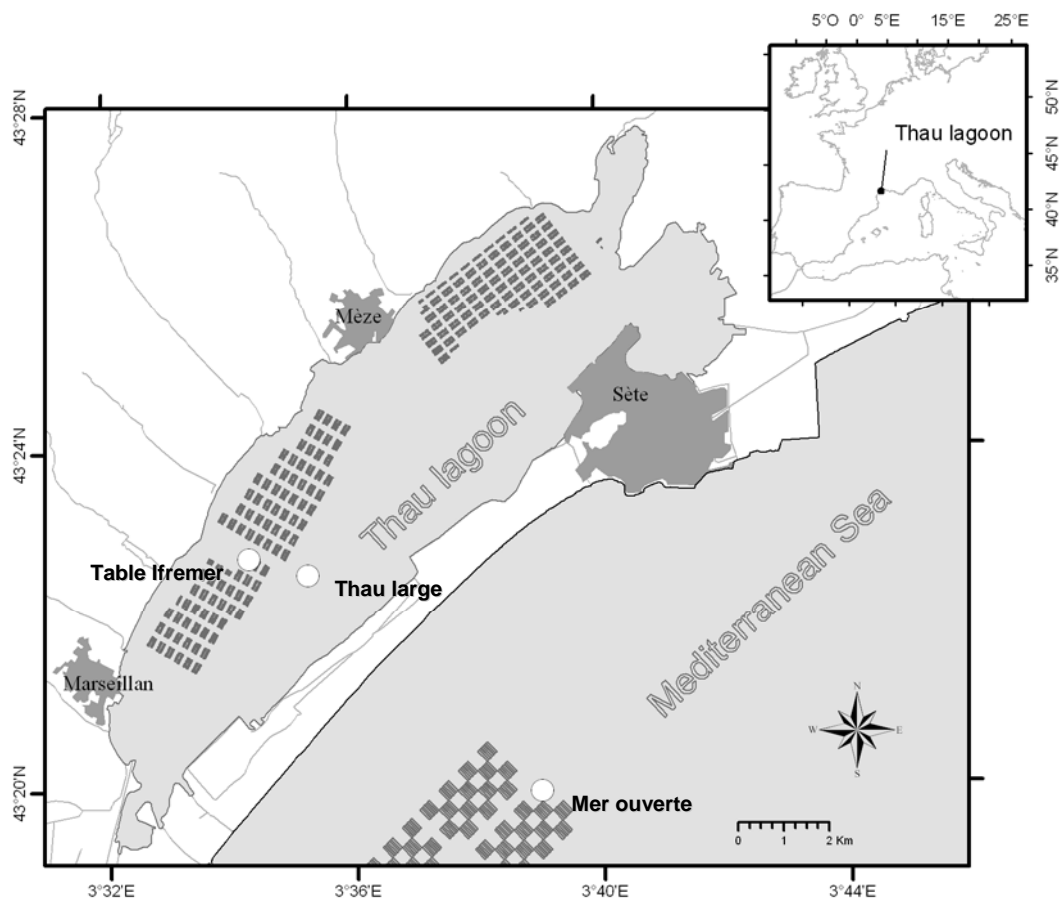 5°O 0° 5°E 15°E 25°E
50°N
45°N
40°N
35°N
Thau lagoon
43°28'N
43°24'N
43°20'N
Mèze
Sète
Thau lagoon
Table Ifremer
Thau large
Marseillan
Mediterranean Sea
N
W E
S
Mer ouverte
0 1 2 Km
3°32'E 3°36'E 3°40'E 3°44'E